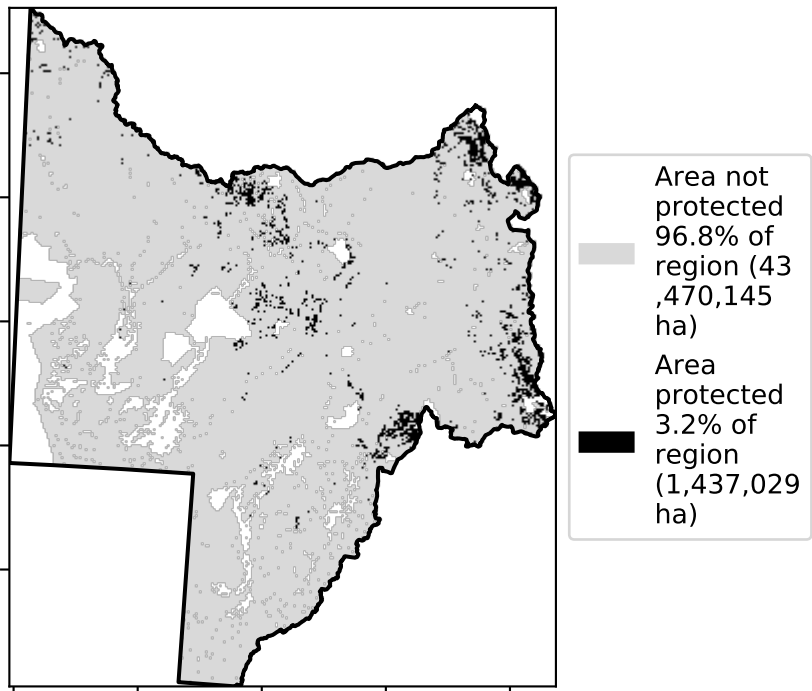 Area not
protected
96.8% of
region (43
,470,145
ha)
Area
protected
3.2% of
region
(1,437,029
ha)